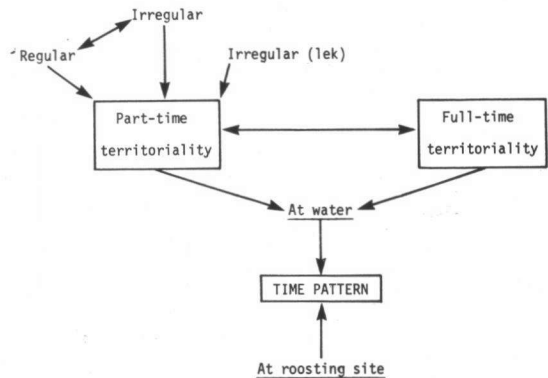 Irregular
Regular
Irregular (lek)
Part-time
territoriality
Full-time
territoriality
At water
TIME PATTERN
At roosting site